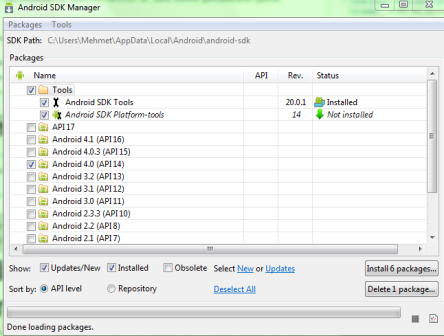 Android SDK Manager
Packages Tools
SDK Path: C:\Users\Mehmet\AppData\Local\Android\android-sdk
Packages
Name API Rev. Status
Tools
Android SDK Tools 20.0.1 Installed
Android SDK Platform-tools 14 Not installed
API 17
Android 4.1 (API 16)
Android 4.0.3 (API 15)
Android 4.0 (API 14)
Android 3.2 (API 13)
Android 3.1 (API 12)
Android 3.0 (API 11)
Android 2.3.3 (API 10)
Android 2.2 (API 8)
Android 2.1 (API 7)
Show: Updates/New Installed Obsolete Select New or Updates Install 6 packages...
Sort by: API level Repository Deselect All Delete 1 package...
Done loading packages.